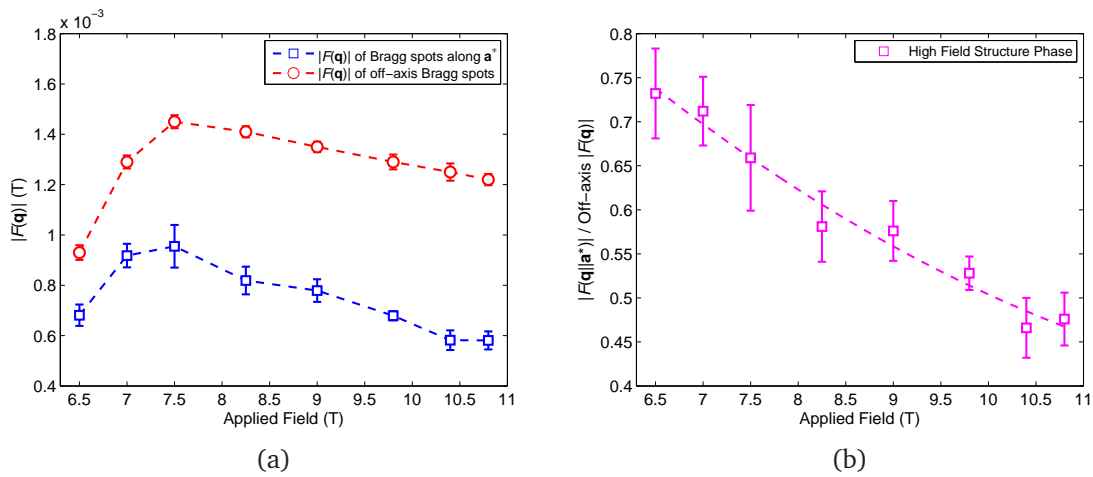 x 10⁻³
1.8
1.6
1.4
1.2
1
0.8
0.6
0.4
6.5 7 7.5 8 8.5 9 9.5 10 10.5 11
Applied Field (T)
|F(q)| (T)
|F(q)| of Bragg spots along a*
|F(q)| of off−axis Bragg spots
(a)
0.8
0.75
0.7
0.65
0.6
0.55
0.5
0.45
0.4
6.5 7 7.5 8 8.5 9 9.5 10 10.5 11
Applied Field (T)
|F(q||a*)| / Off−axis |F(q)|
High Field Structure Phase
(b)